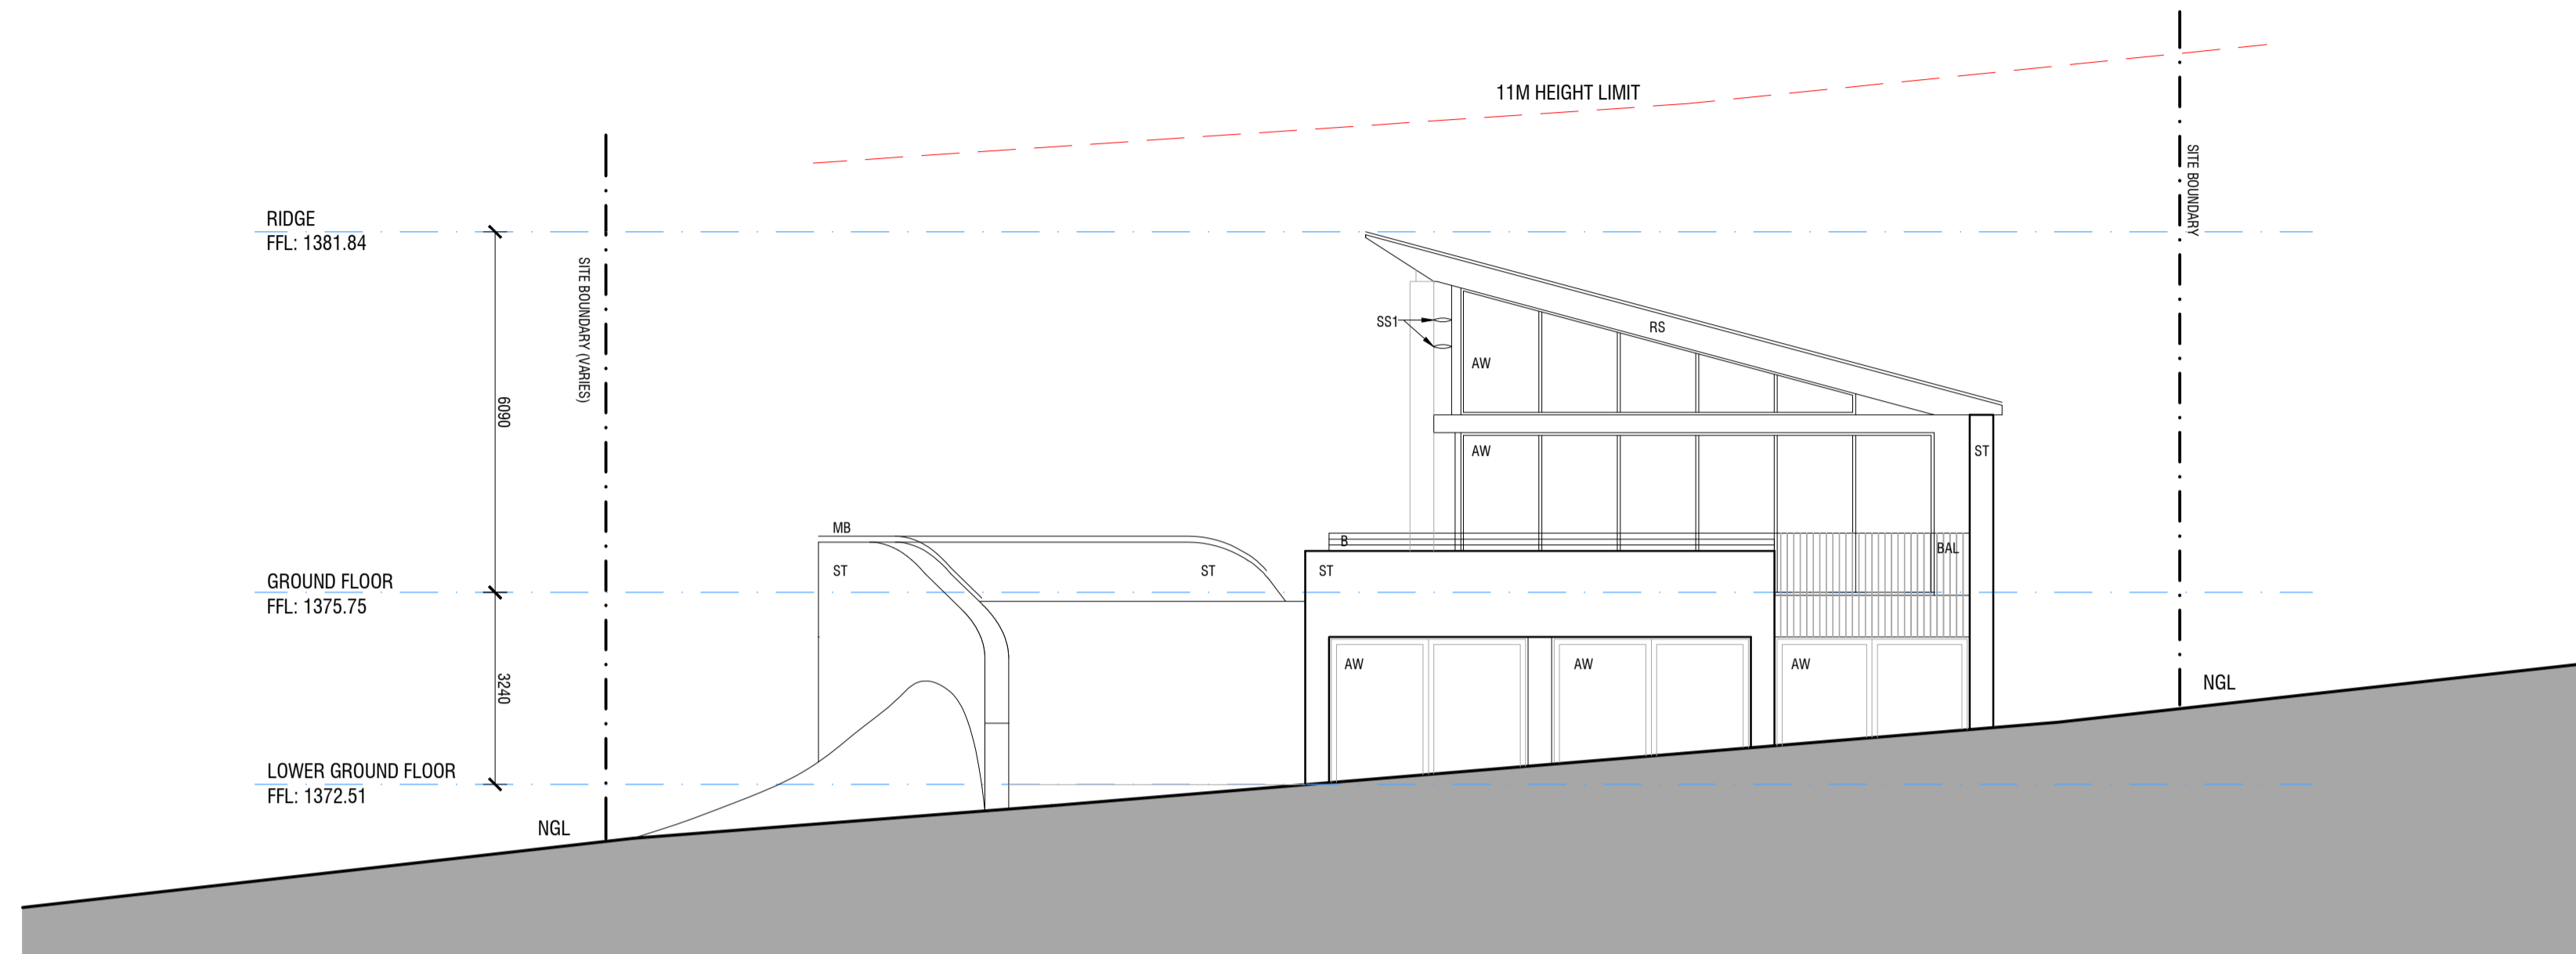 11M HEIGHT LIMIT
SITE BOUNDARY
RIDGE
FFL: 1381.84
SITE BOUNDARY (VARIES)
SS1
RS
AW
6090
AW
ST
MB
B
BAL
ST
ST
ST
GROUND FLOOR
FFL: 1375.75
AW
AW
AW
3240
NGL
LOWER GROUND FLOOR
FFL: 1372.51
NGL